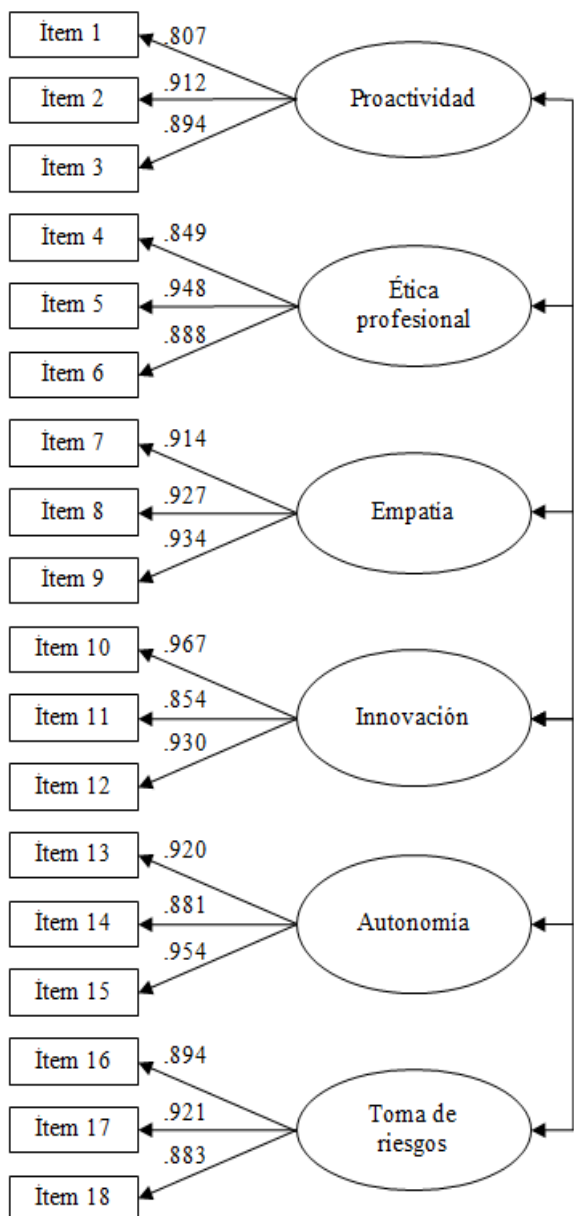 Ítem 1
.807
Ítem 2
.912
Ítem 3
.894
Proactividad
Ítem 4
.849
Ítem 5
.948
Ítem 6
.888
Ética
profesional
Ítem 7
.914
Ítem 8
.927
Ítem 9
.934
Empatía
Ítem 10
.967
Ítem 11
.854
Ítem 12
.930
Innovación
Ítem 13
.920
Ítem 14
.881
Ítem 15
.954
Autonomía
Ítem 16
.894
Ítem 17
.921
Ítem 18
.883
Toma de
riesgos